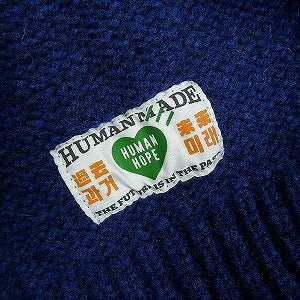 HUMAN MADE
過去
과거
HUMAN
HOPE
未来
미래
THE FUTURE IS IN THE PAST